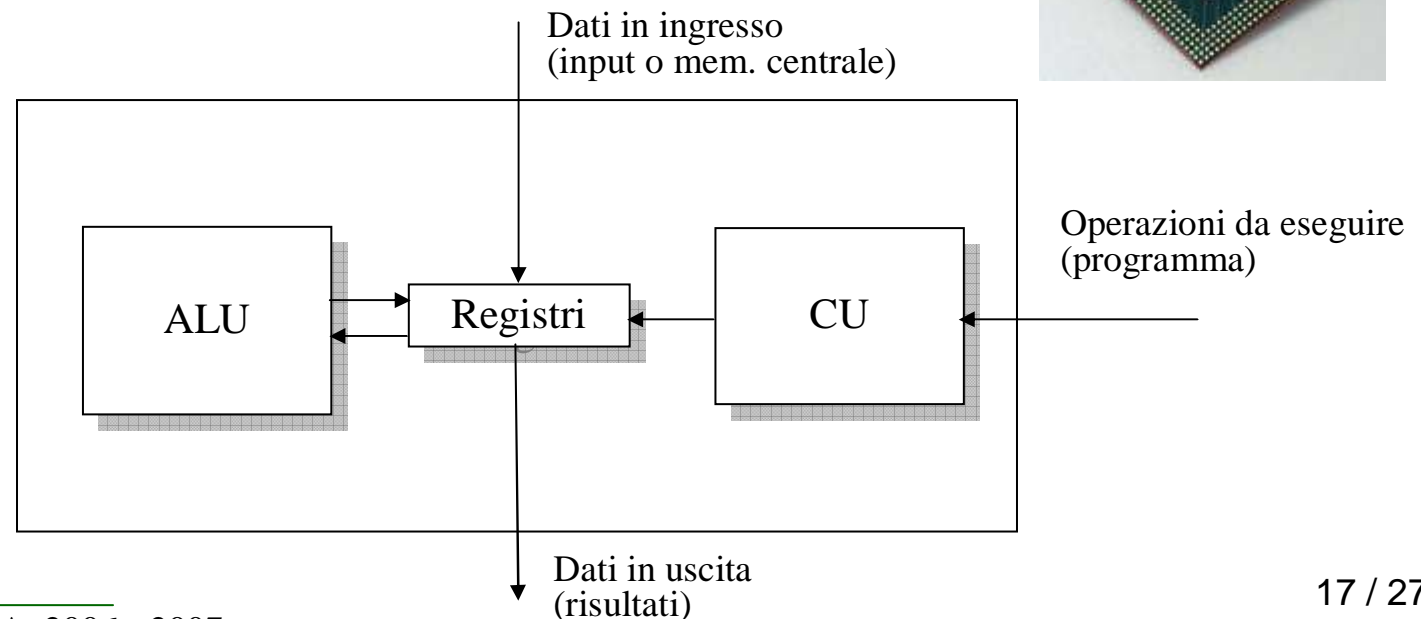 Dati in ingresso
(input o mem. centrale)
Operazioni da eseguire
(programma)
ALU
Registri
CU
Dati in uscita
(risultati)
17 / 27